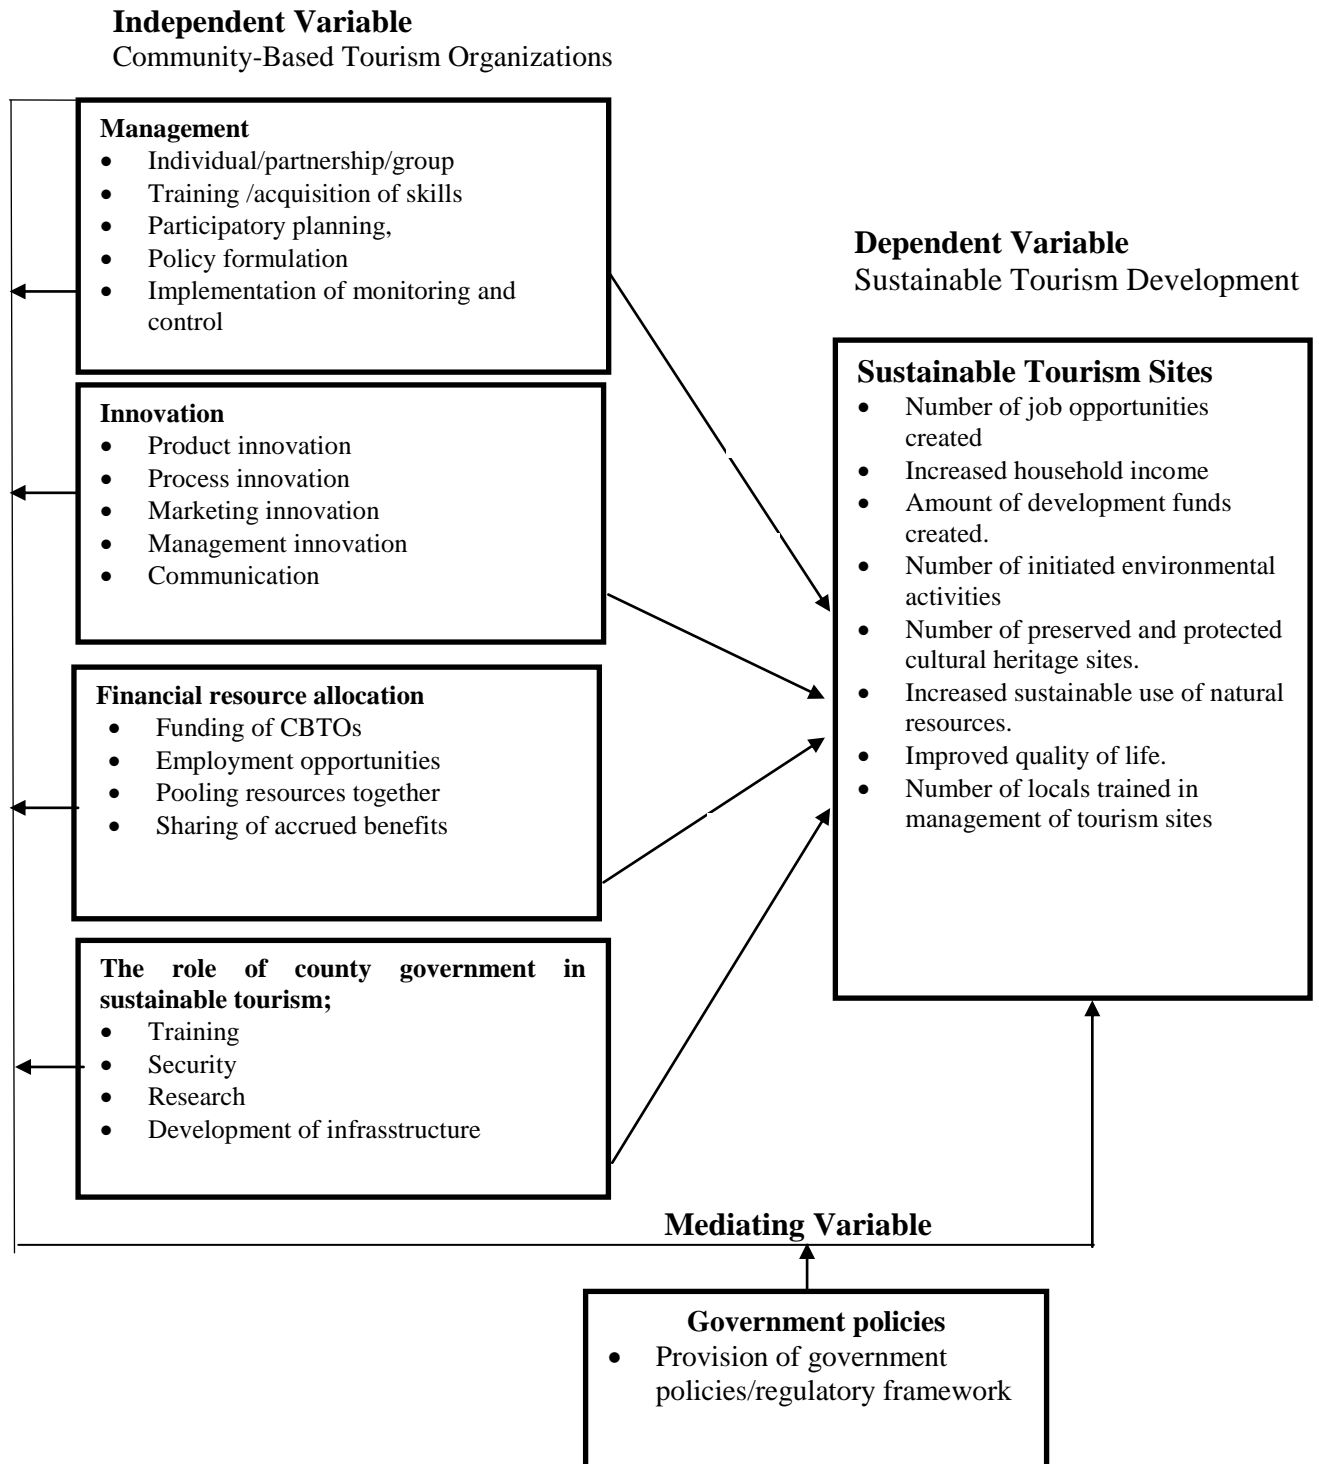 Independent Variable
Community-Based Tourism Organizations
Management
• Individual/partnership/group
• Training /acquisition of skills
• Participatory planning,
• Policy formulation
• Implementation of monitoring and
control
Innovation
• Product innovation
• Process innovation
• Marketing innovation
• Management innovation
• Communication
Financial resource allocation
• Funding of CBTOs
• Employment opportunities
• Pooling resources together
• Sharing of accrued benefits
The role of county government in
sustainable tourism;
• Training
• Security
• Research
• Development of infrasstructure
Dependent Variable
Sustainable Tourism Development
Sustainable Tourism Sites
• Number of job opportunities
created
• Increased household income
• Amount of development funds
created.
• Number of initiated environmental
activities
• Number of preserved and protected
cultural heritage sites.
• Increased sustainable use of natural
resources.
• Improved quality of life.
• Number of locals trained in
management of tourism sites
Mediating Variable
Government policies
• Provision of government
policies/regulatory framework